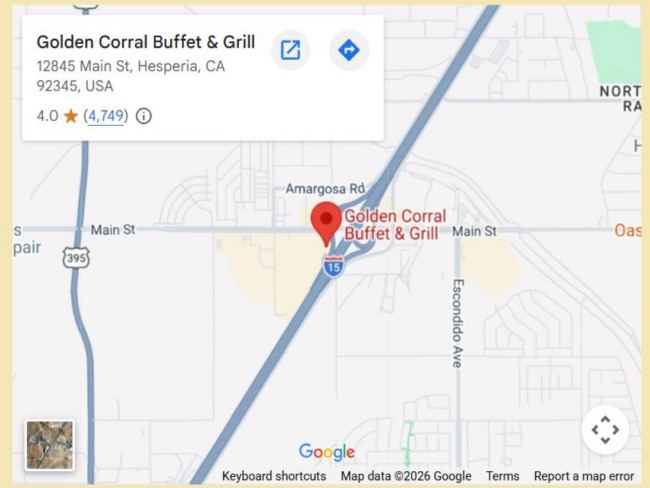 Golden Corral Buffet & Grill
12845 Main St, Hesperia, CA
92345, USA
4.0 ★ (4,749)
NORT
RA
H
Amargosa Rd
Golden Corral
Buffet & Grill
s
pair
Main St
Main St
Oas
395
15
Escondido Ave
Google
Keyboard shortcuts
Map data ©2026 Google
Terms
Report a map error